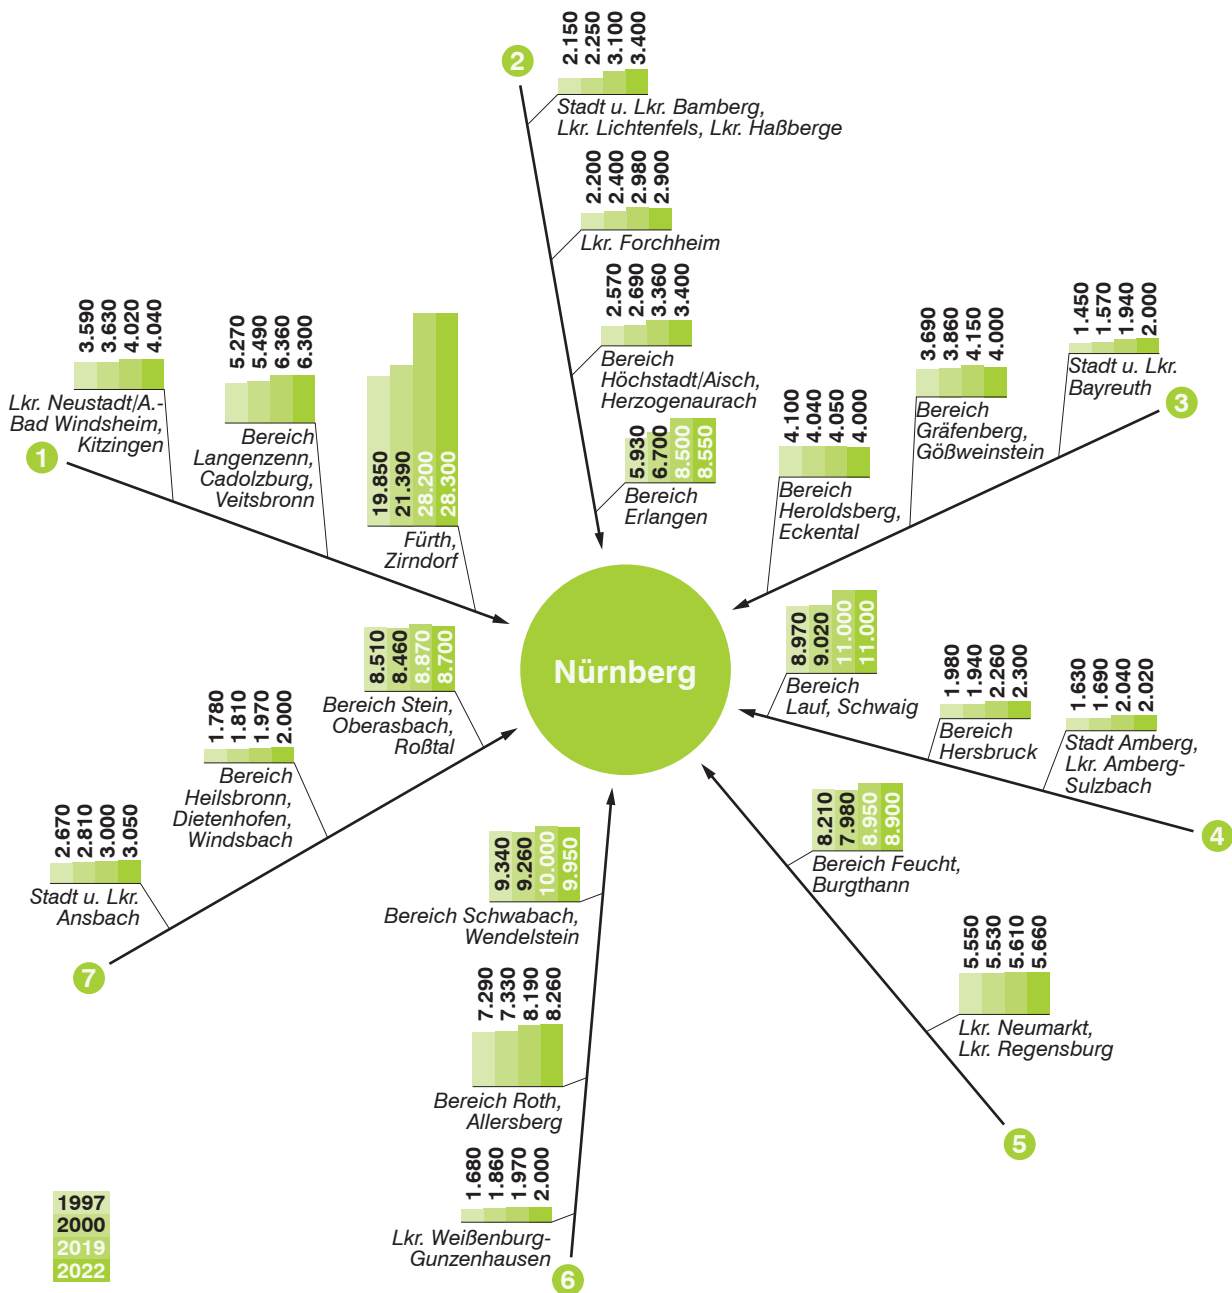 2
2.150
2.250
3.100
3.400
Stadt u. Lkr. Bamberg,
Lkr. Lichtenfels, Lkr. Haßberge
2.200
2.400
2.980
2.900
Lkr. Forchheim
2.570
2.690
3.360
3.400
Bereich
Höchstadt/Aisch,
Herzogenaurach
5.930
6.700
8.500
8.550
Bereich
Erlangen
3.590
3.630
4.020
4.040
Lkr. Neustadt/A.-
Bad Windsheim,
Kitzingen
1
5.270
5.490
6.360
6.300
Bereich
Langenzenn,
Cadolzburg,
Veitsbronn
19.850
21.390
28.200
28.300
Fürth,
Zirndorf
4.100
4.040
4.050
4.000
Bereich
Heroldsberg,
Eckental
3.690
3.860
4.150
4.000
Bereich
Gräfenberg,
Gößweinstein
1.450
1.570
1.940
2.000
Stadt u. Lkr.
Bayreuth
3
Nürnberg
8.970
9.020
11.000
11.000
Bereich
Lauf, Schwaig
1.980
1.940
2.260
2.300
Bereich
Hersbruck
1.630
1.690
2.040
2.020
Stadt Amberg,
Lkr. Amberg-
Sulzbach
4
8.510
8.460
8.870
8.700
Bereich Stein,
Oberasbach,
Roßtal
1.780
1.810
1.970
2.000
Bereich
Heilsbronn,
Dietenhofen,
Windsbach
2.670
2.810
3.000
3.050
Stadt u. Lkr.
Ansbach
7
8.210
7.980
8.950
8.900
Bereich Feucht,
Burgthann
5.550
5.530
5.610
5.660
Lkr. Neumarkt,
Lkr. Regensburg
5
9.340
9.260
10.000
9.950
Bereich Schwabach,
Wendelstein
7.290
7.330
8.190
8.260
Bereich Roth,
Allersberg
1.680
1.860
1.970
2.000
Lkr. Weißenburg-
Gunzenhausen
6
1997
2000
2019
2022